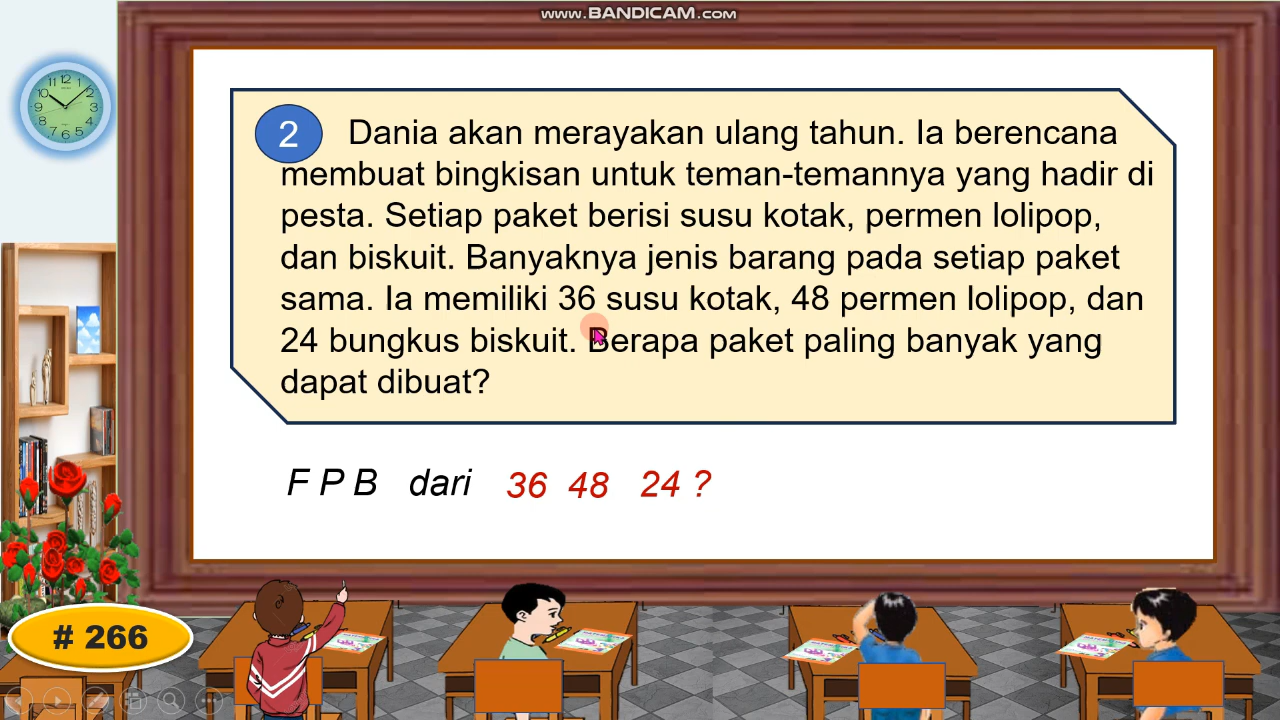 www.BANDICAM.com
2 Dania akan merayakan ulang tahun. Ia berencana
membuat bingkisan untuk teman-temannya yang hadir di
pesta. Setiap paket berisi susu kotak, permen lolipop,
dan biskuit. Banyaknya jenis barang pada setiap paket
sama. Ia memiliki 36 susu kotak, 48 permen lolipop, dan
24 bungkus biskuit. Berapa paket paling banyak yang
dapat dibuat?
F P B dari 36 48 24 ?
# 266